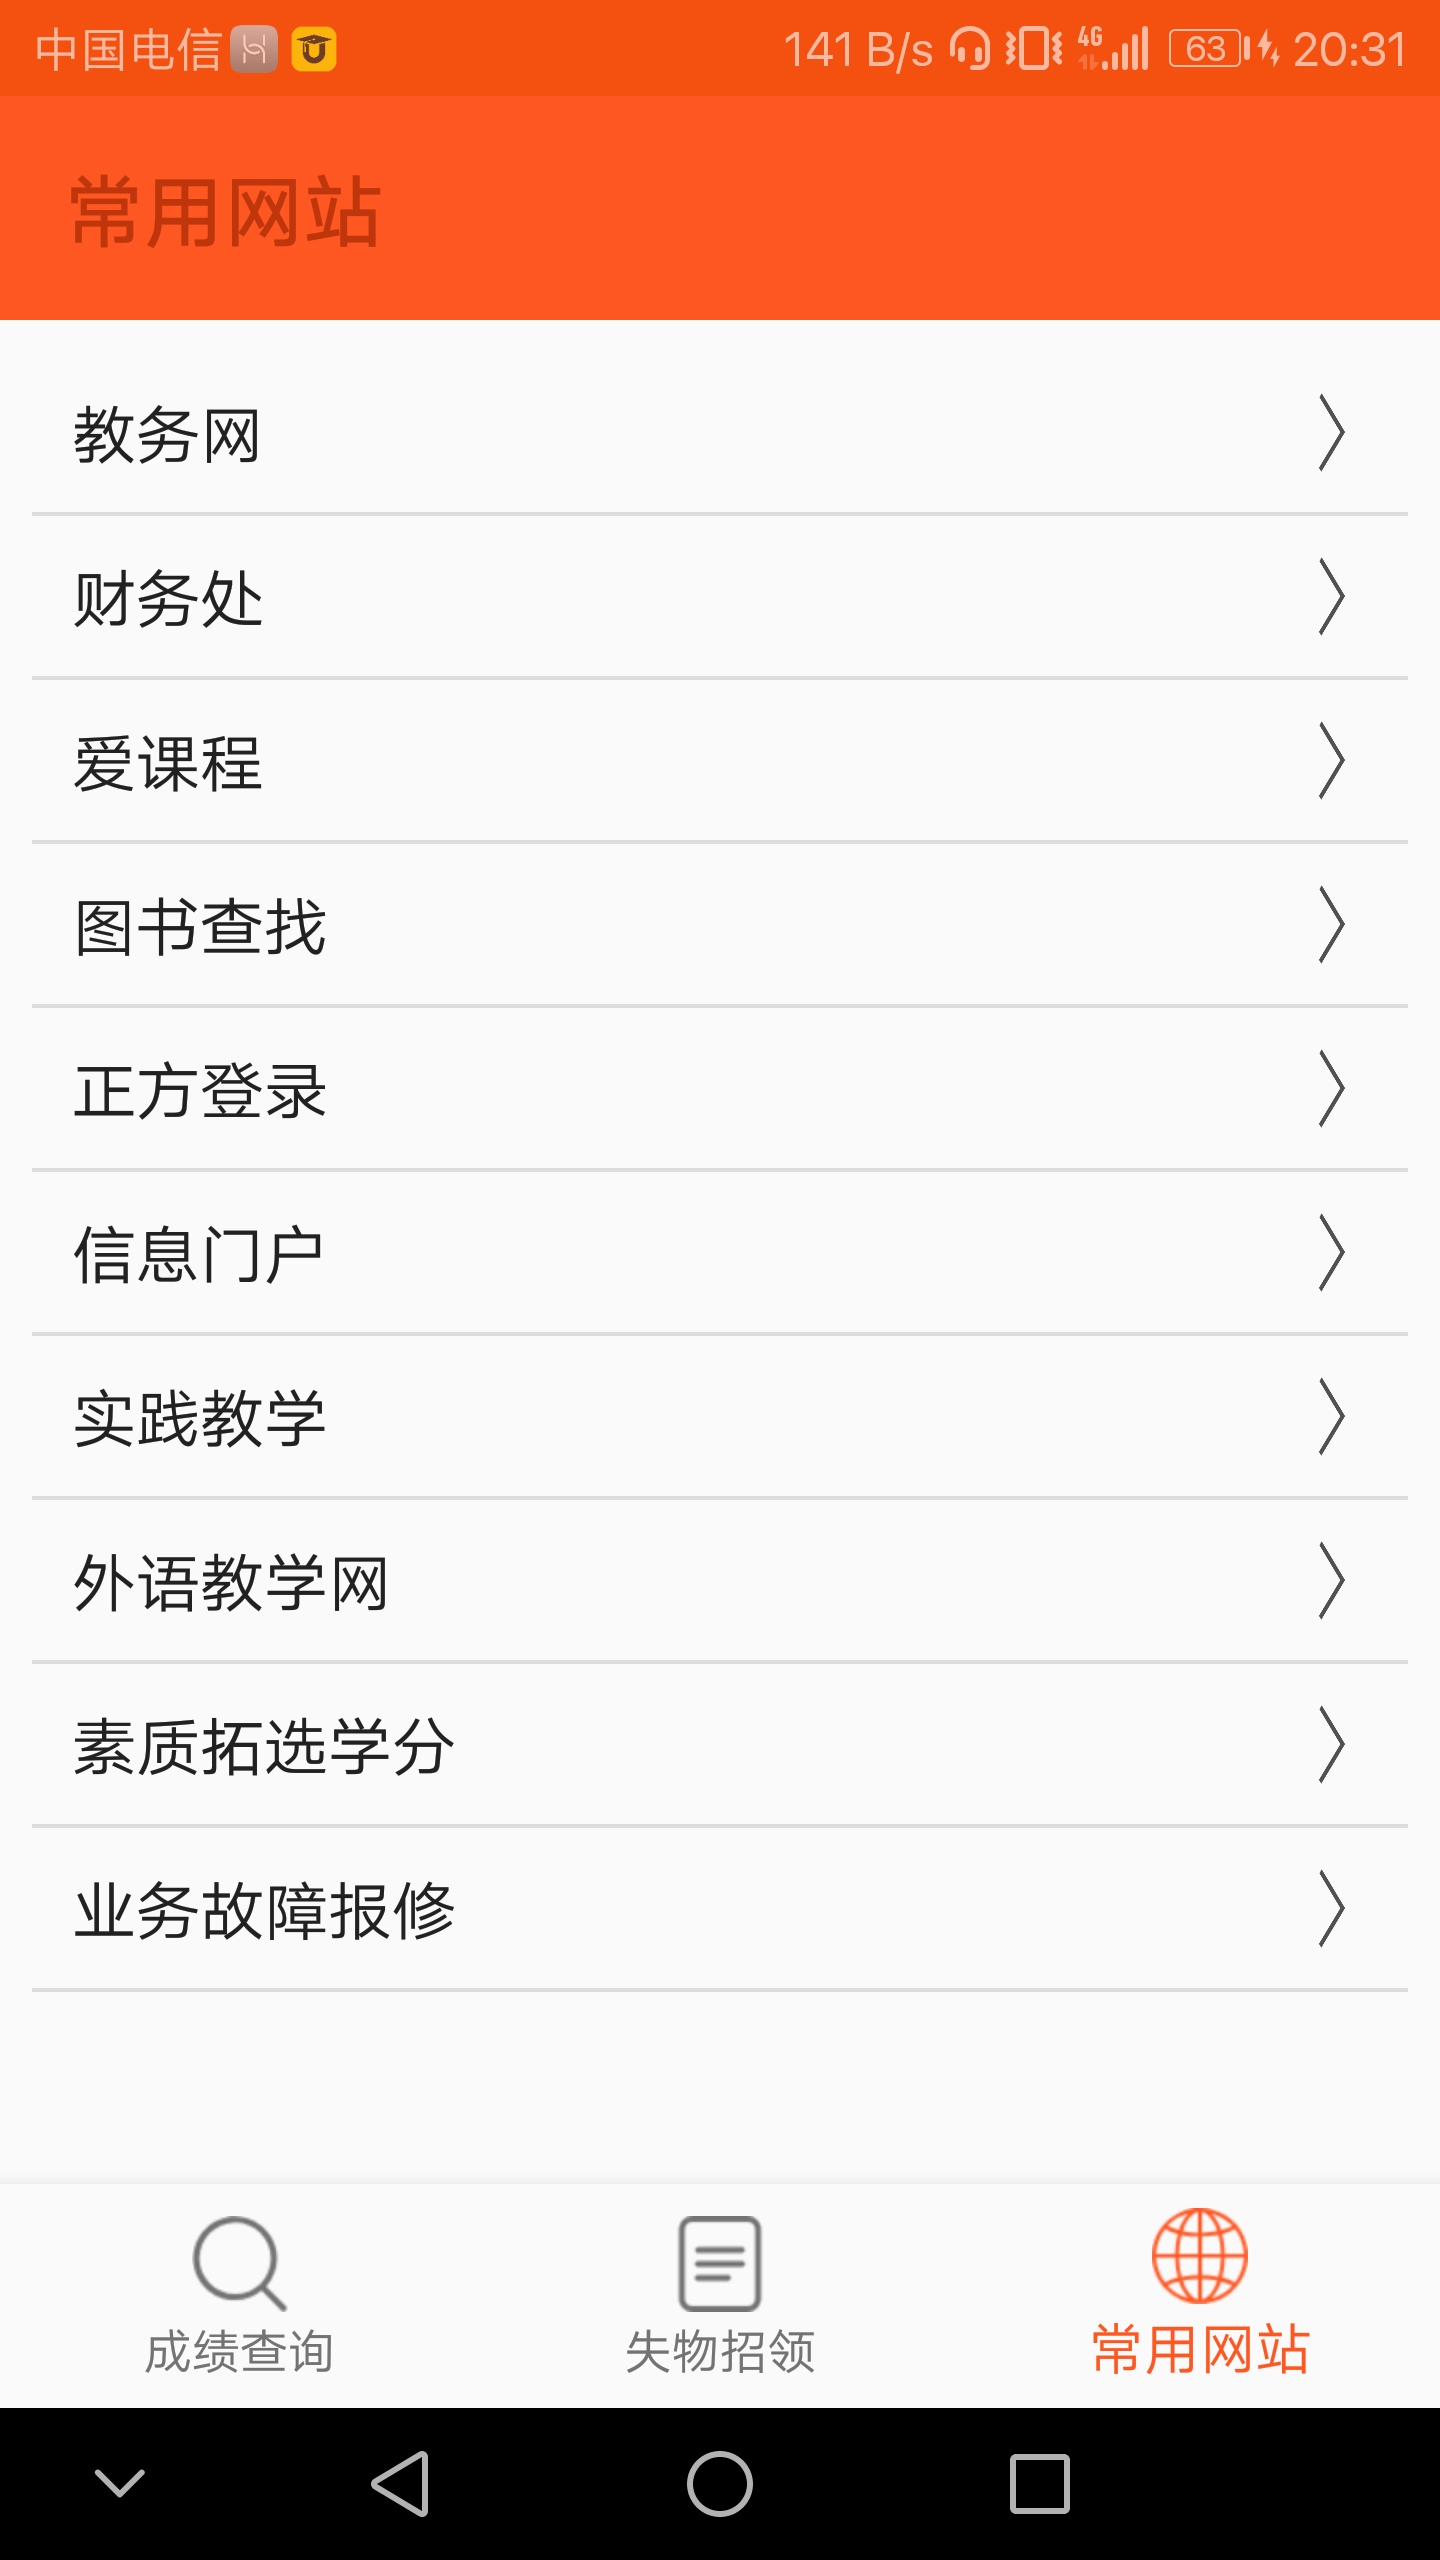 中国电信 141 B/s 4G 63 20:31
常用网站
教务网
财务处
爱课程
图书查找
正方登录
信息门户
实践教学
外语教学网
素质拓选学分
业务故障报修
成绩查询 失物招领 常用网站